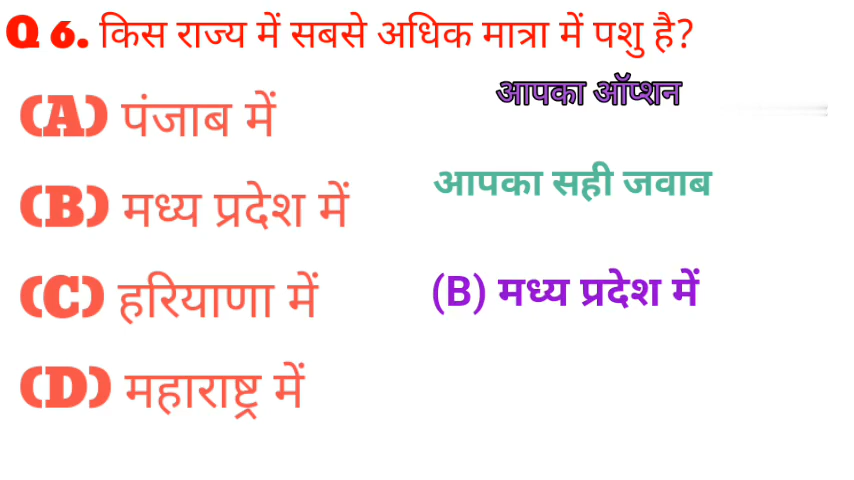 Q 6. किस राज्य में सबसे अधिक मात्रा में पशु है?
(A) पंजाब में
(B) मध्य प्रदेश में
(C) हरियाणा में
(D) महाराष्ट्र में
आपका ऑप्शन
आपका सही जवाब
(B) मध्य प्रदेश में